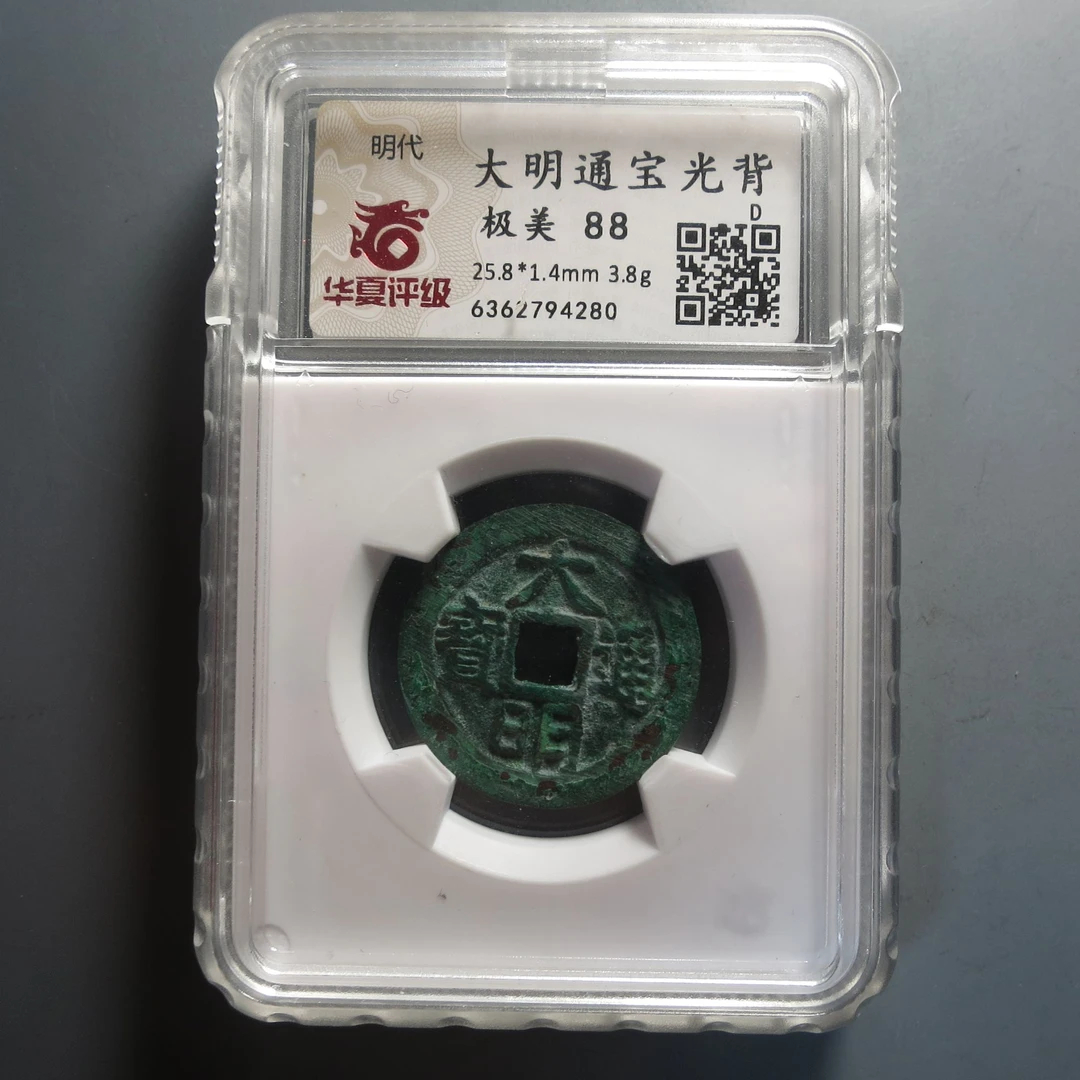 明代
华夏评级
大明通宝光背
极美 88
D
25.8*1.4mm 3.8g
6362794280
大
明
通
寶